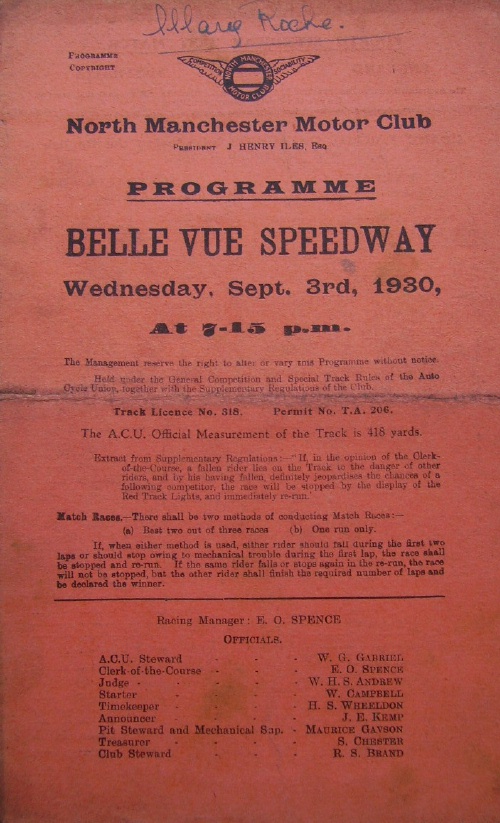 Mary Roche.
PROGRAMME
COPYRIGHT
COMPETITION SOCIABILITY
NORTH MANCHESTER
MOTOR CLUB
North Manchester Motor Club
PRESIDENT J HENRY ILES, ESQ
PROGRAMME
BELLE VUE SPEEDWAY
Wednesday, Sept. 3rd, 1930,
At 7-15 p.m.
The Management reserve the right to alter or vary this Programme without notice.
Held under the General Competition and Special Track Rules of the Auto
Cycle Union, together with the Supplementary Regulations of the Club.
Track Licence No. 318. Permit No. T.A. 206.
The A.C.U. Official Measurement of the Track is 418 yards.
Extract from Supplementary Regulations:—"If, in the opinion of the Clerk-
of-the-Course, a fallen rider lies on the Track to the danger of other
riders, and by his having fallen, definitely jeopardises the chances of a
following competitor, the race will be stopped by the display of the
Red Track Lights, and immediately re-run.
Match Races.—There shall be two methods of conducting Match Races:—
(a) Best two out of three races (b) One run only.
If, when either method is used, either rider should fall during the first two
laps or should stop owing to mechanical trouble during the first lap, the race shall
be stopped and re-run. If the same rider falls or stops again in the re-run, the race
will not be stopped, but the other rider shall finish the required number of laps and
be declared the winner.
Racing Manager: E. O. SPENCE
OFFICIALS.
A.C.U. Steward - - - W. G. GABRIEL
Clerk-of-the-Course - - - E. O. SPENCE
Judge - - - - W. H. S. ANDREW
Starter - - - - W. CAMPBELL
Timekeeper - - - - H. S. WHEELDON
Announcer - - - - J. E. KEMP
Pit Steward and Mechanical Sup. - MAURICE GAVSON
Treasurer - - - - S. CHESTER
Club Steward - - - - R. S. BRAND